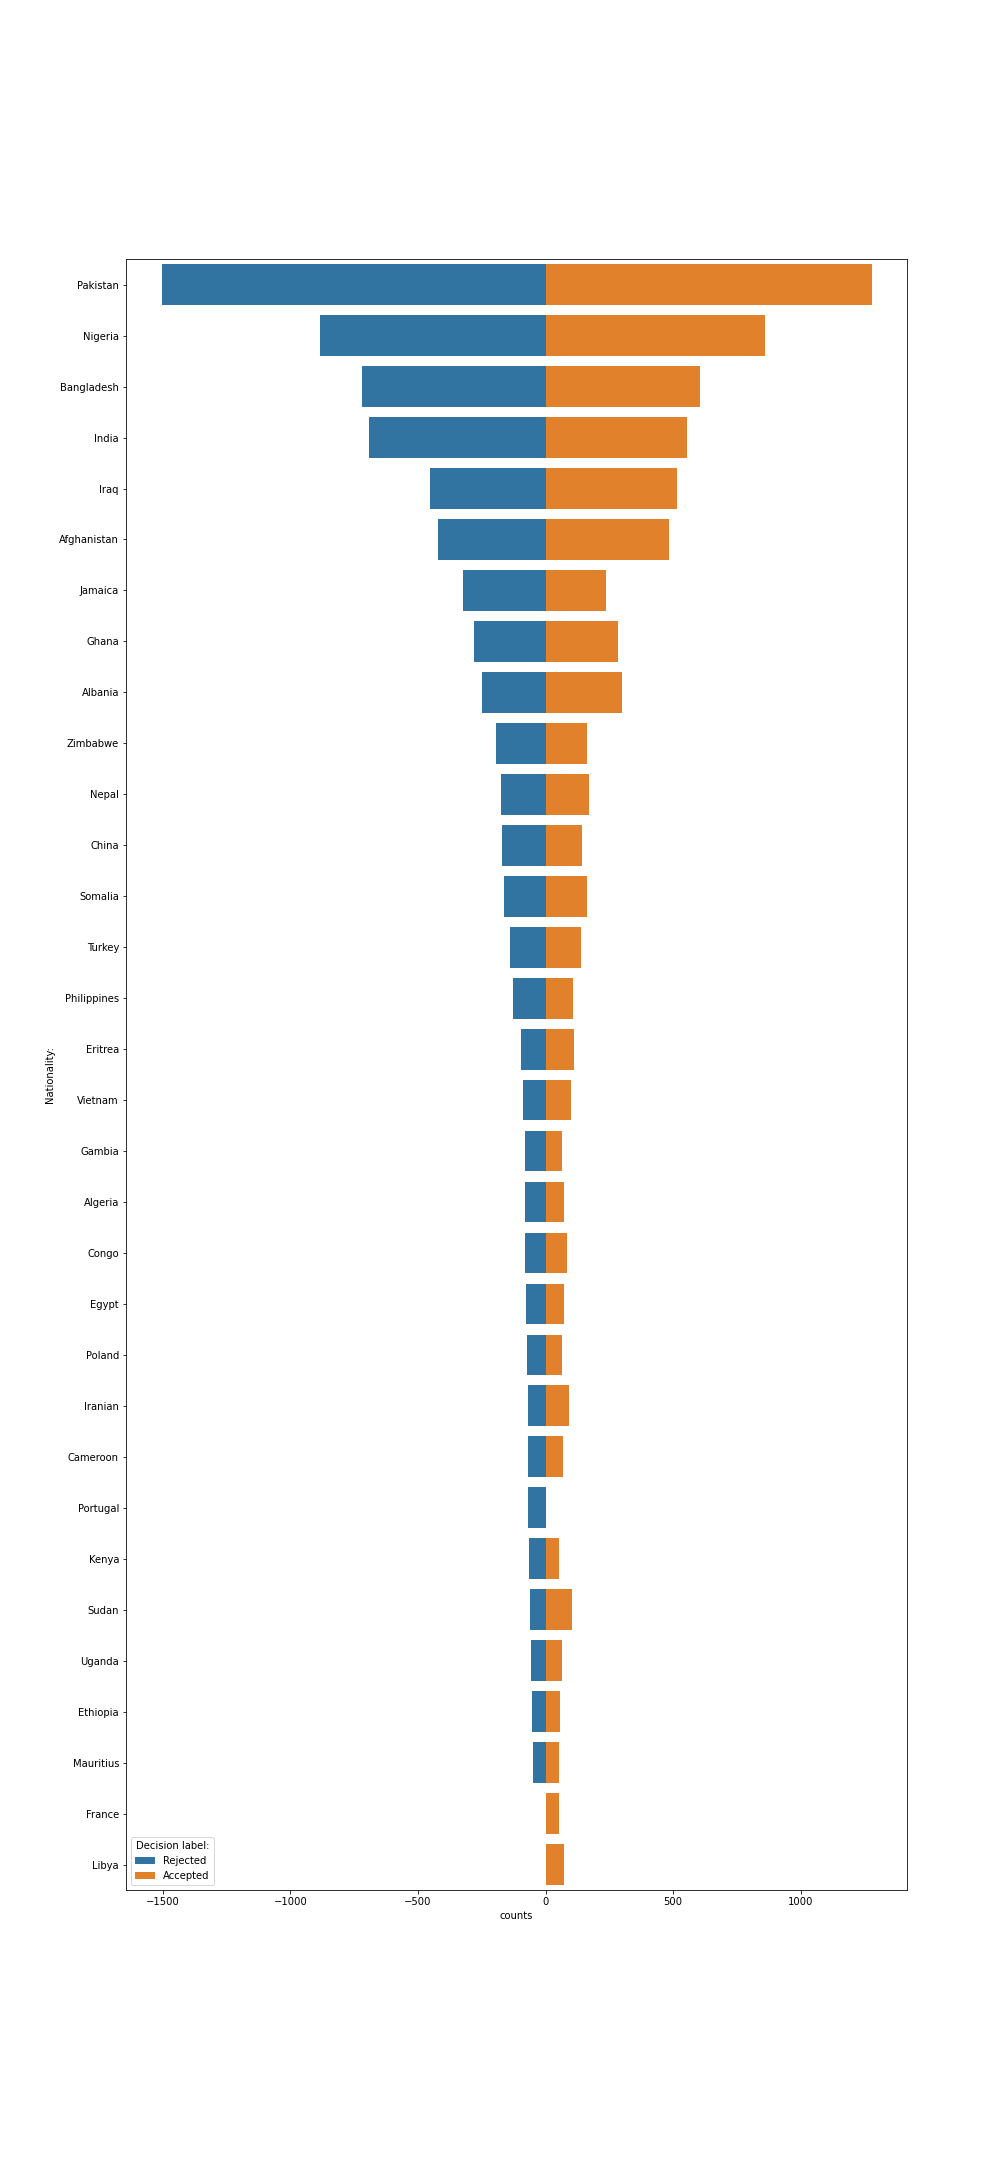 Pakistan
Nigeria
Bangladesh
India
Iraq
Afghanistan
Jamaica
Ghana
Albania
Zimbabwe
Nepal
China
Somalia
Turkey
Philippines
Eritrea
Nationality:
Vietnam
Gambia
Algeria
Congo
Egypt
Poland
Iranian
Cameroon
Portugal
Kenya
Sudan
Uganda
Ethiopia
Mauritius
France
Libya
Decision label:
Rejected
Accepted
−1500 −1000 −500 0 500 1000
counts